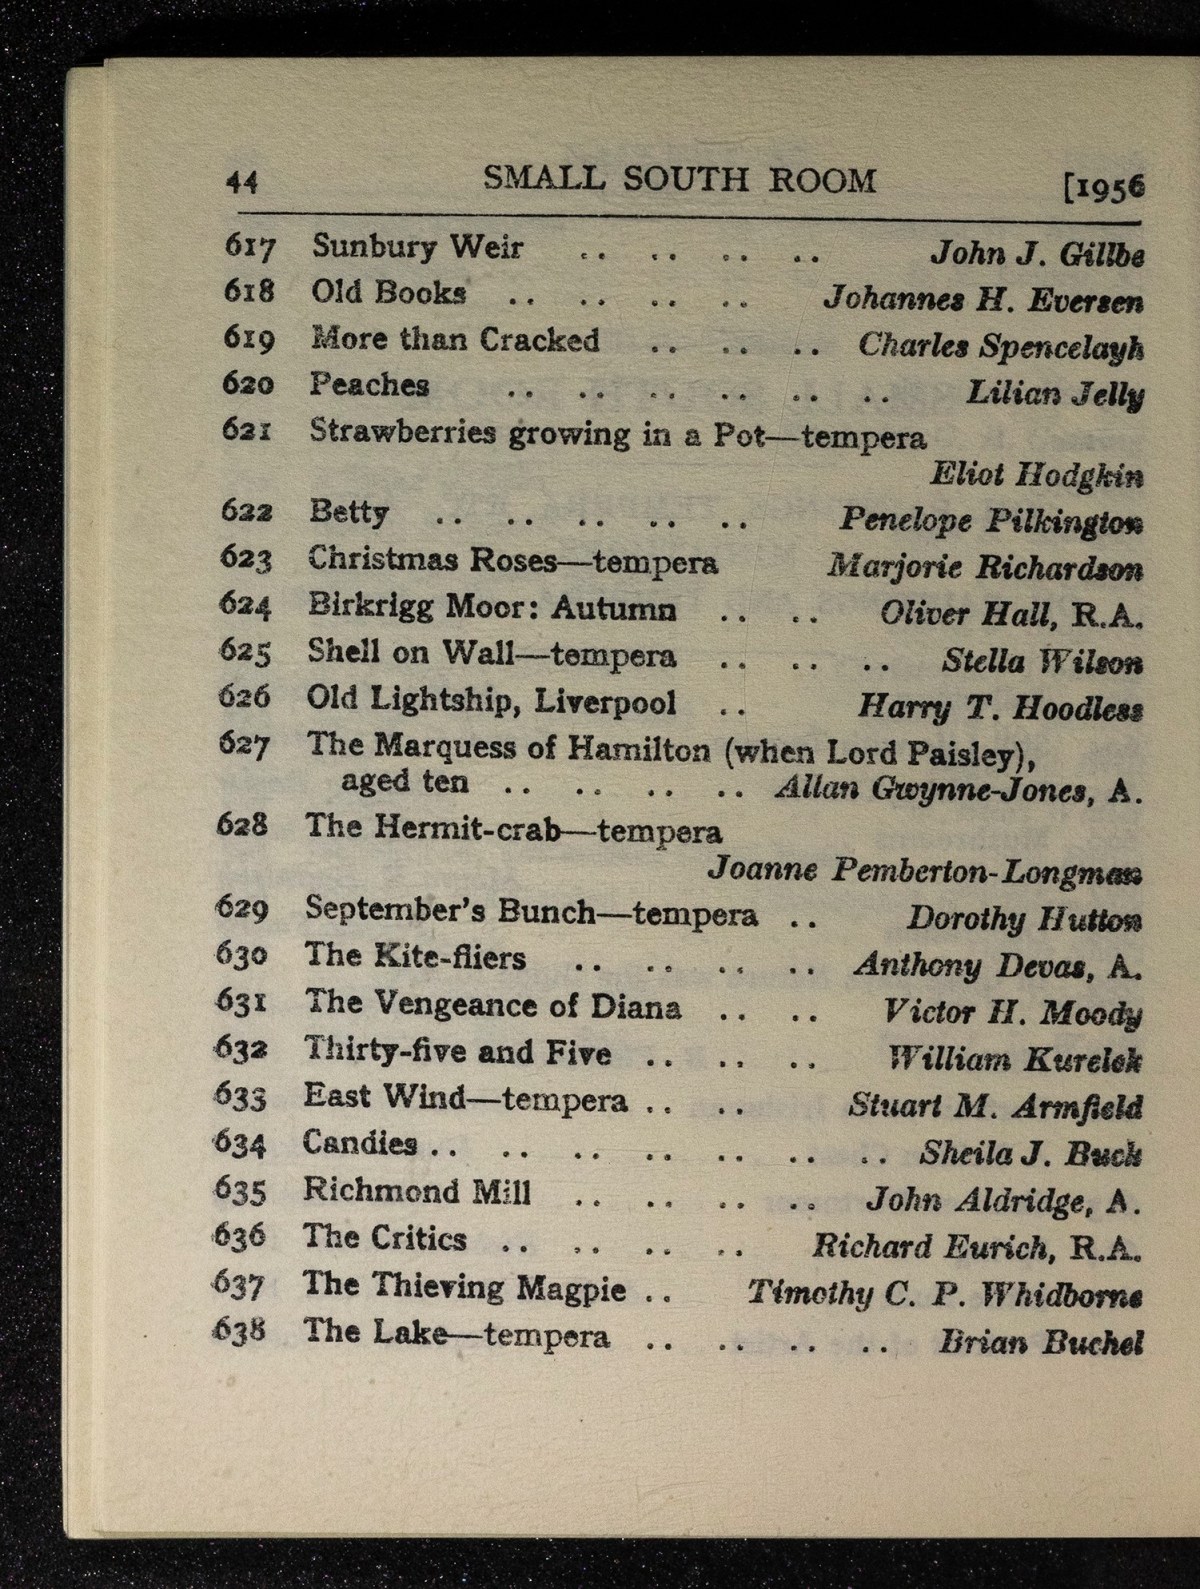 44 SMALL SOUTH ROOM [1956
617 Sunbury Weir .. .. .. .. John J. Gillbe
618 Old Books .. .. .. .. Johannes H. Eversen
619 More than Cracked .. .. .. Charles Spencelayh
620 Peaches .. .. .. .. .. .. Lilian Jelly
621 Strawberries growing in a Pot—tempera
Eliot Hodgkin
622 Betty .. .. .. .. .. Penelope Pilkington
623 Christmas Roses—tempera Marjorie Richardson
624 Birkrigg Moor: Autumn .. .. Oliver Hall, R.A.
625 Shell on Wall—tempera .. .. .. Stella Wilson
626 Old Lightship, Liverpool .. Harry T. Hoodless
627 The Marquess of Hamilton (when Lord Paisley),
aged ten .. .. .. .. Allan Gwynne-Jones, A.
628 The Hermit-crab—tempera
Joanne Pemberton-Longman
629 September's Bunch—tempera .. Dorothy Hutton
630 The Kite-fliers .. .. .. .. Anthony Devas, A.
631 The Vengeance of Diana .. .. Victor H. Moody
632 Thirty-five and Five .. .. .. William Kurelek
633 East Wind—tempera .. .. Stuart M. Armfield
634 Candies .. .. .. .. .. .. .. Sheila J. Buck
635 Richmond Mill .. .. .. .. John Aldridge, A.
636 The Critics .. .. .. .. Richard Eurich, R.A.
637 The Thieving Magpie .. Timothy C. P. Whidborne
638 The Lake—tempera .. .. .. .. Brian Buchel